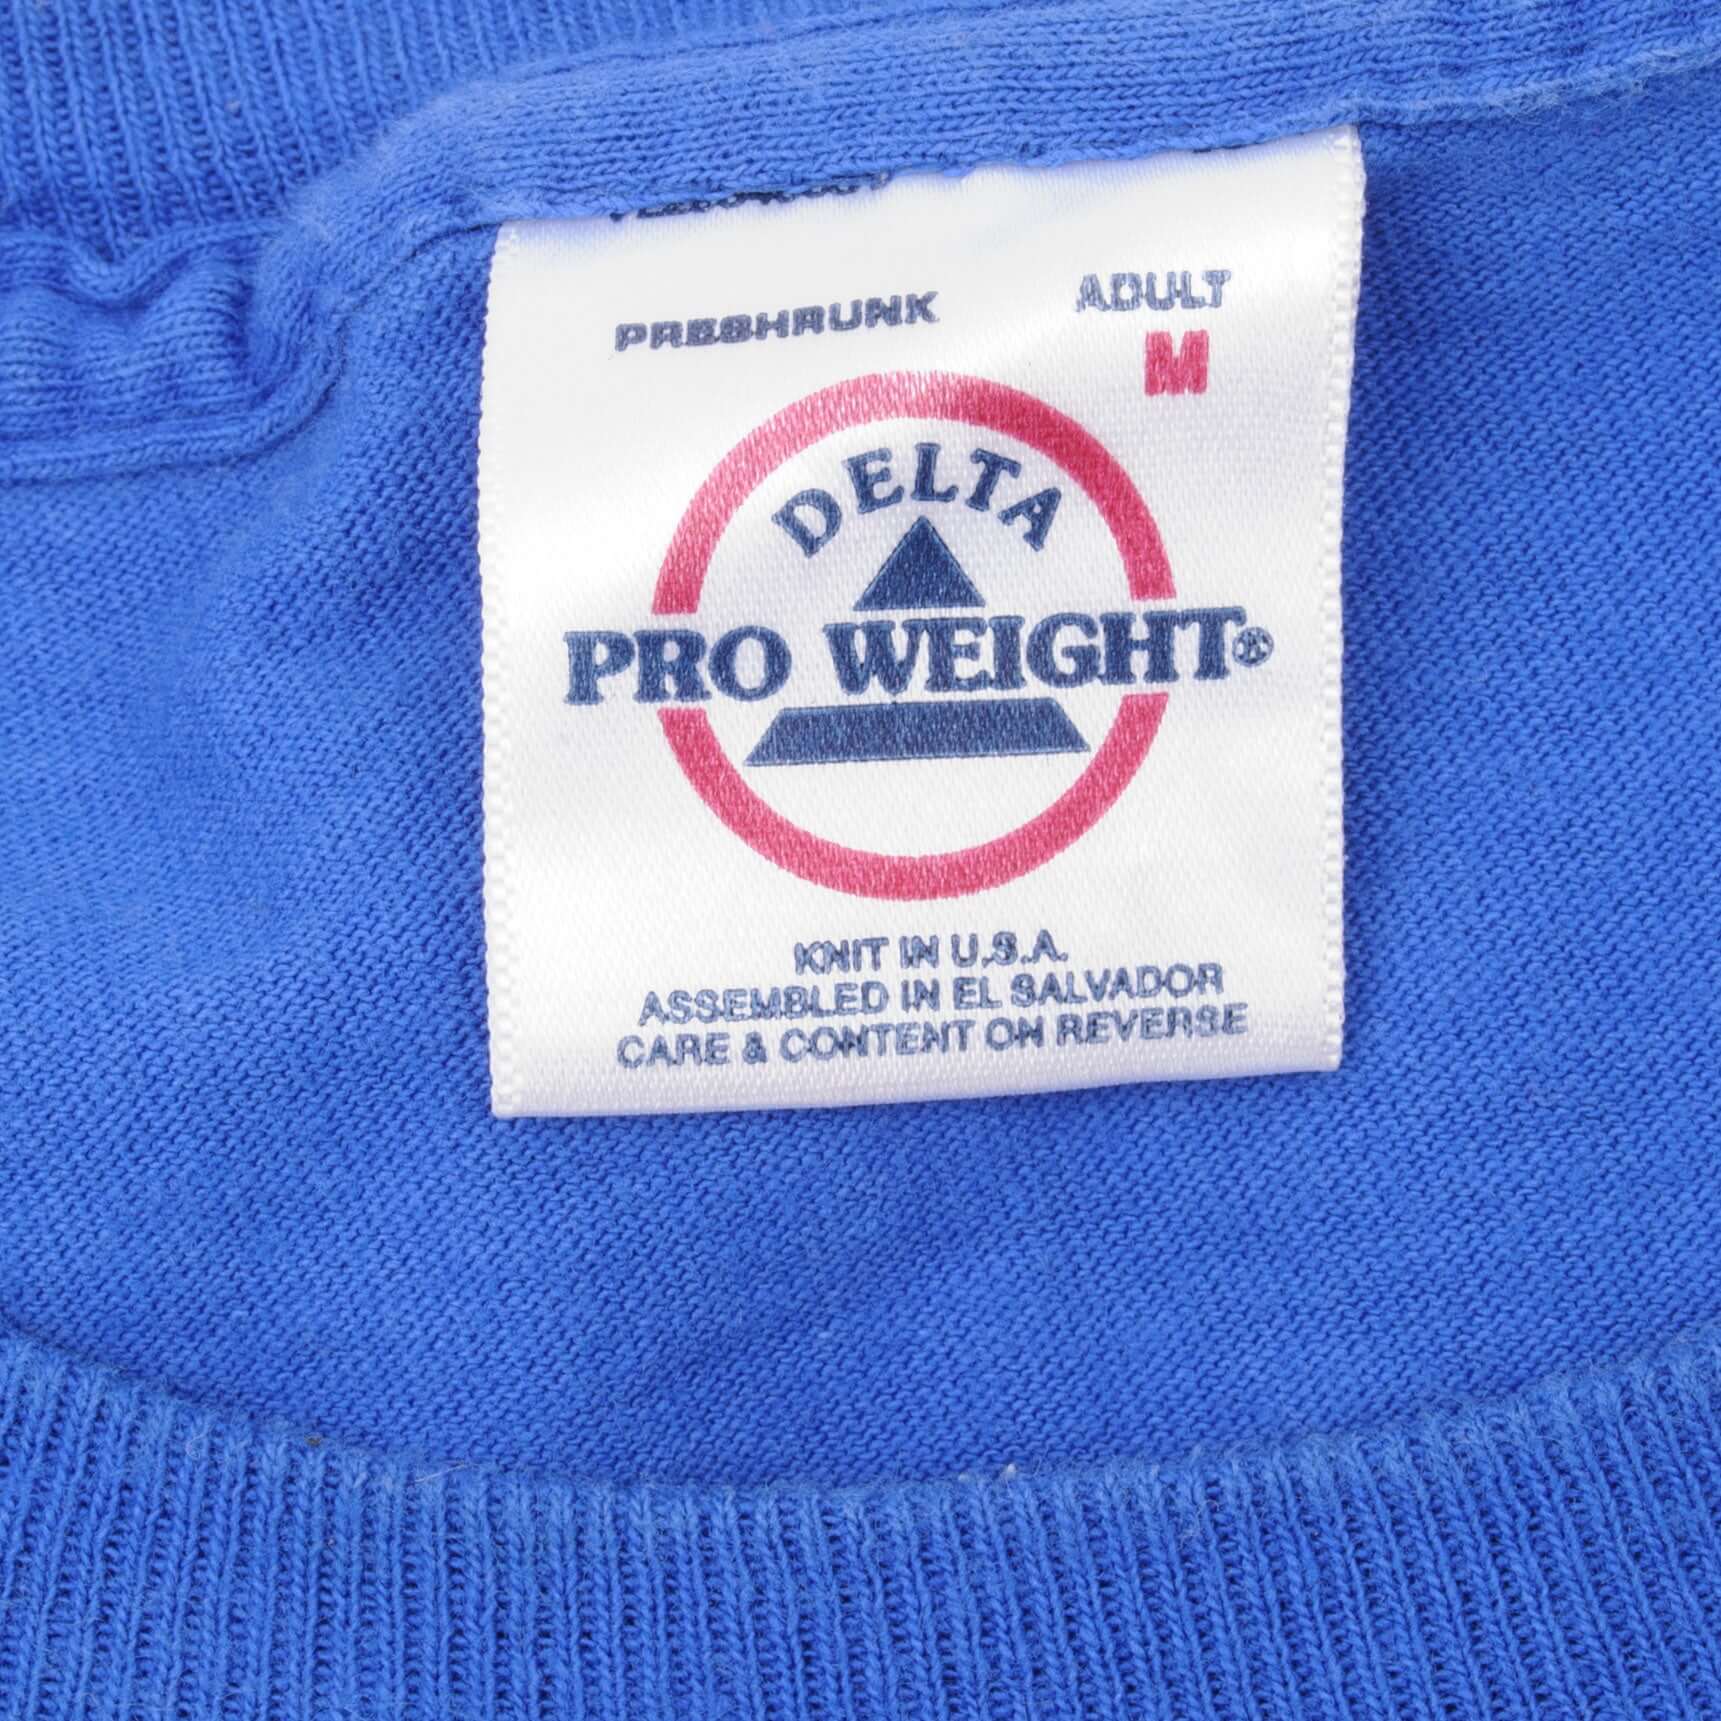 PRESHRUNK
ADULT
M
DELTA
PRO WEIGHT®
KNIT IN U.S.A.
ASSEMBLED IN EL SALVADOR
CARE & CONTENT ON REVERSE